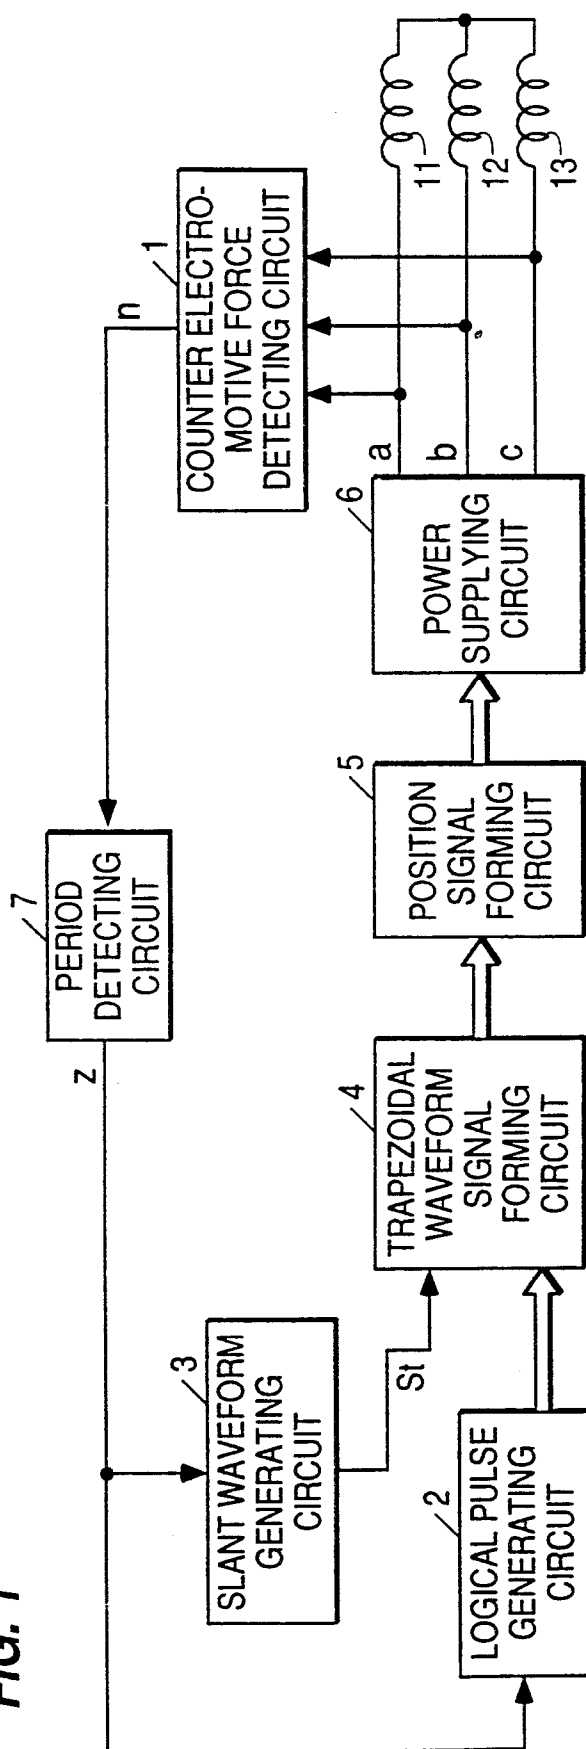 FIG. 1
n
1
COUNTER ELECTRO-
MOTIVE FORCE
DETECTING CIRCUIT
7
PERIOD
DETECTING
CIRCUIT
z
3
SLANT WAVEFORM
GENERATING
CIRCUIT
St
2
LOGICAL PULSE
GENERATING
CIRCUIT
4
TRAPEZOIDAL
WAVEFORM
SIGNAL
FORMING
CIRCUIT
5
POSITION
SIGNAL
FORMING
CIRCUIT
6
POWER
SUPPLYING
CIRCUIT
a
b
c
11
12
13